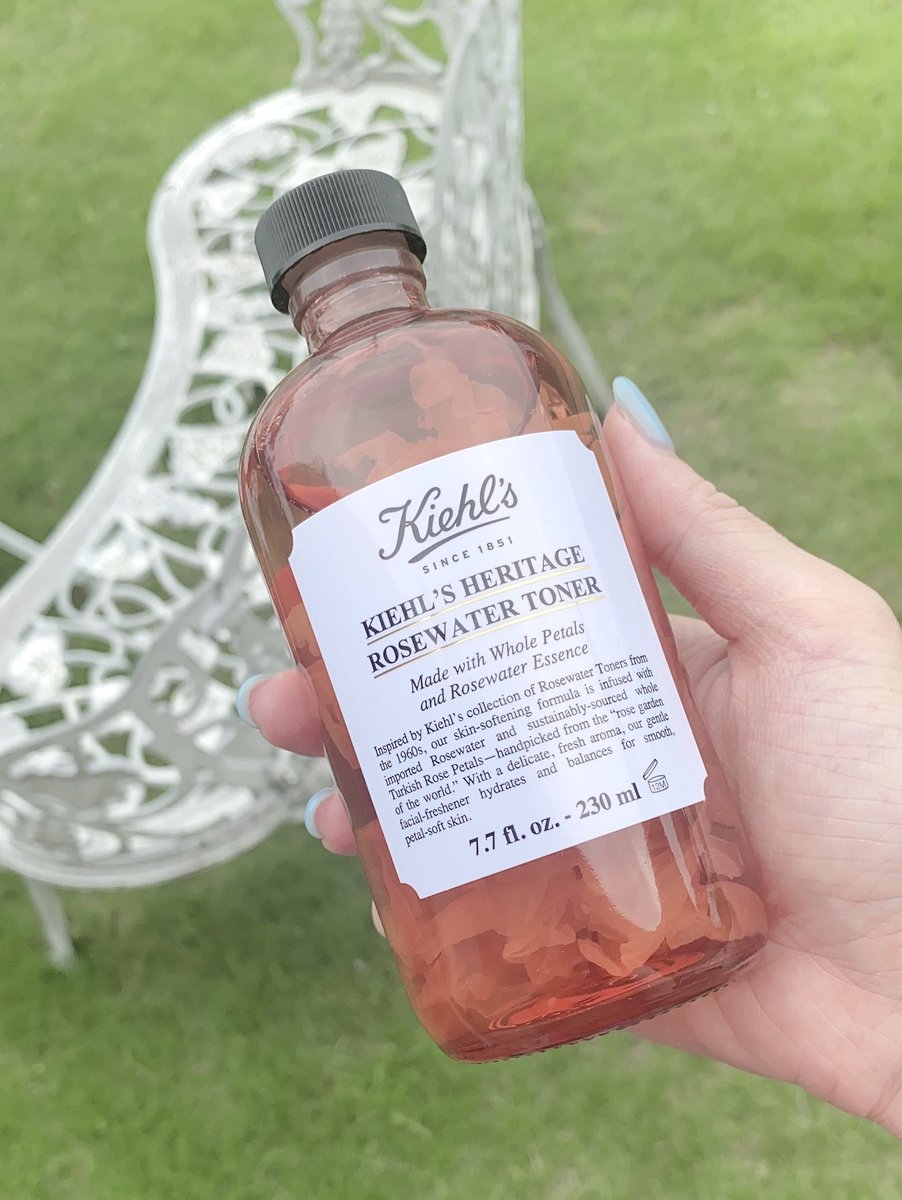 Kiehl's
SINCE 1851
KIEHL'S HERITAGE
ROSEWATER TONER
Made with Whole Petals
and Rosewater Essence
Inspired by Kiehl's collection of Rosewater Toners from
the 1960s, our skin-softening formula is infused with
imported Rosewater and sustainably-sourced whole
Turkish Rose Petals—handpicked from the "rose garden
of the world." With a delicate, fresh aroma, our gentle
facial-freshener hydrates and balances for smooth,
petal-soft skin.
7.7 fl. oz. - 230 ml
12M